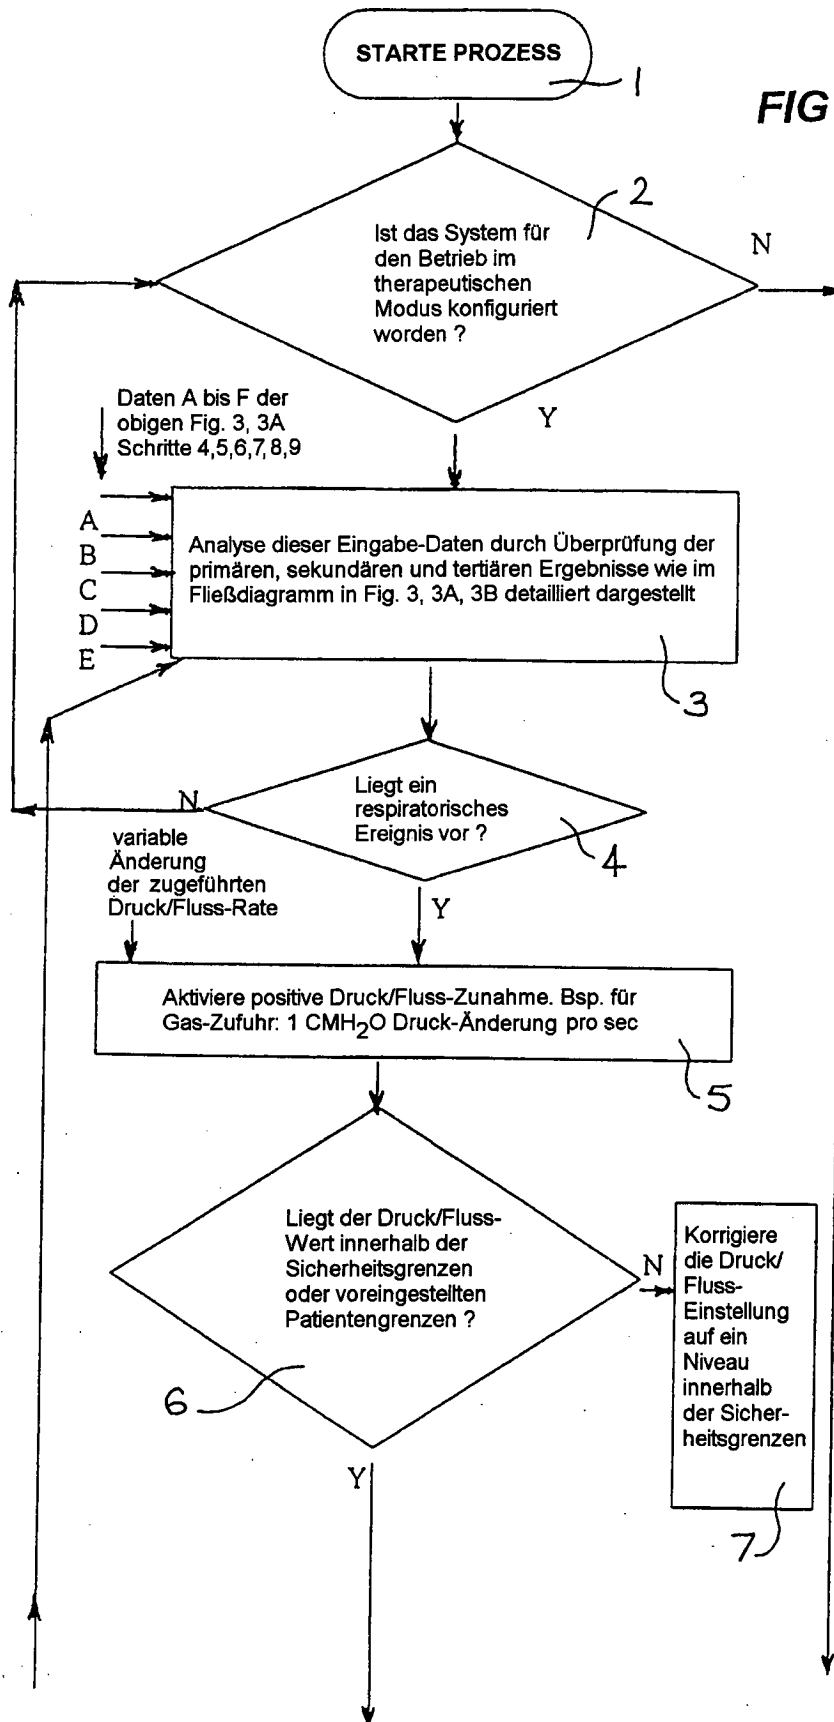 STARTE PROZESS
1
FIG
2
Ist das System für
den Betrieb im
therapeutischen
Modus konfiguriert
worden ?
N
Y
Daten A bis F der
obigen Fig. 3, 3A
Schritte 4,5,6,7,8,9
A
B
C
D
E
Analyse dieser Eingabe-Daten durch Überprüfung der
primären, sekundären und tertiären Ergebnisse wie im
Fließdiagramm in Fig. 3, 3A, 3B detailliert dargestellt
3
Liegt ein
respiratorisches
Ereignis vor ?
N
4
Y
variable
Änderung
der zugeführten
Druck/Fluss-Rate
Aktiviere positive Druck/Fluss-Zunahme. Bsp. für
Gas-Zufuhr: 1 CMH2O Druck-Änderung pro sec
5
Liegt der Druck/Fluss-
Wert innerhalb der
Sicherheitsgrenzen
oder voreingestellten
Patientengrenzen ?
N
6
Y
Korrigiere
die Druck/
Fluss-
Einstellung
auf ein
Niveau
innerhalb
der Sicher-
heitsgrenzen
7